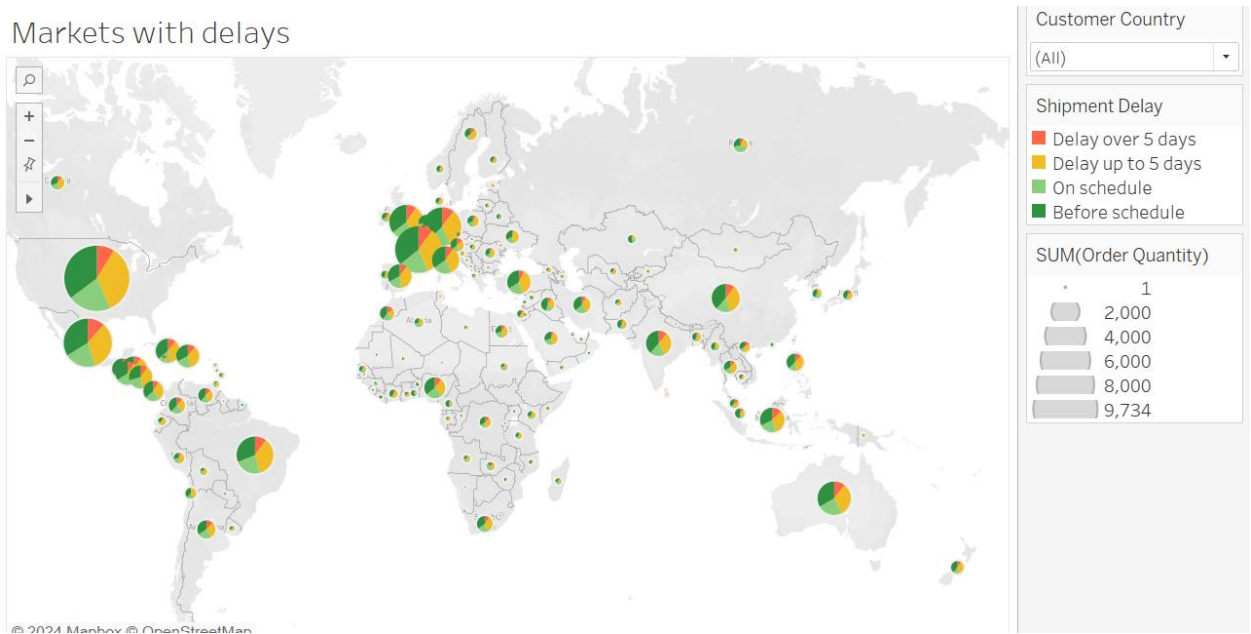 Markets with delays
Customer Country
(All)
Shipment Delay
Delay over 5 days
Delay up to 5 days
On schedule
Before schedule
SUM(Order Quantity)
1
2,000
4,000
6,000
8,000
9,734
© 2024 Mapbox © OpenStreetMap